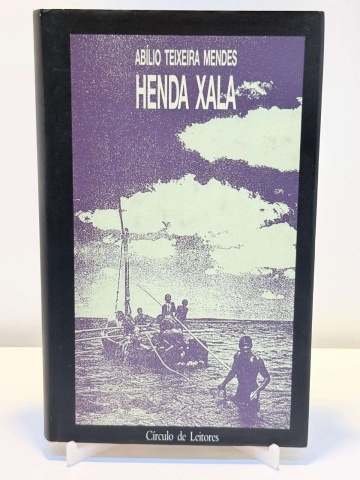 ABÍLIO TEIXEIRA MENDES
HENDA XALA
Círculo de Leitores